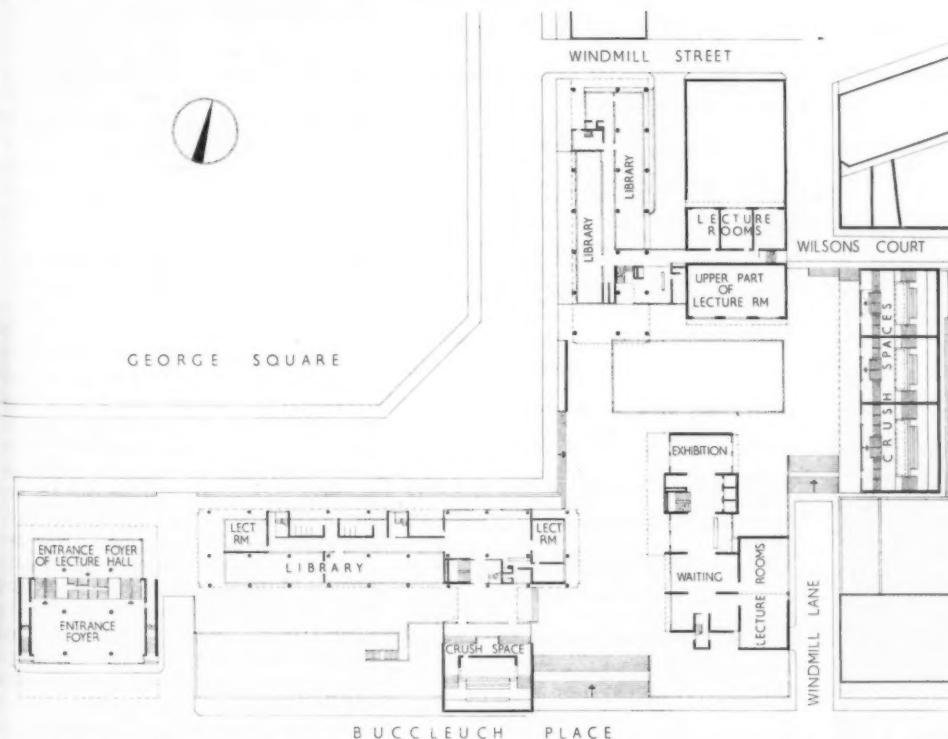 WINDMILL STREET
LIBRARY
LIBRARY
LECTURE
ROOMS
WILSONS COURT
UPPER PART
OF
LECTURE RM
CRUSH SPACES
GEORGE SQUARE
EXHIBITION
LECT
RM
LECT
RM
LIBRARY
ENTRANCE FOYER
OF LECTURE HALL
ENTRANCE
FOYER
WAITING
LECTURE ROOMS
WINDMILL LANE
CRUSH SPACE
BUCCLEUCH PLACE